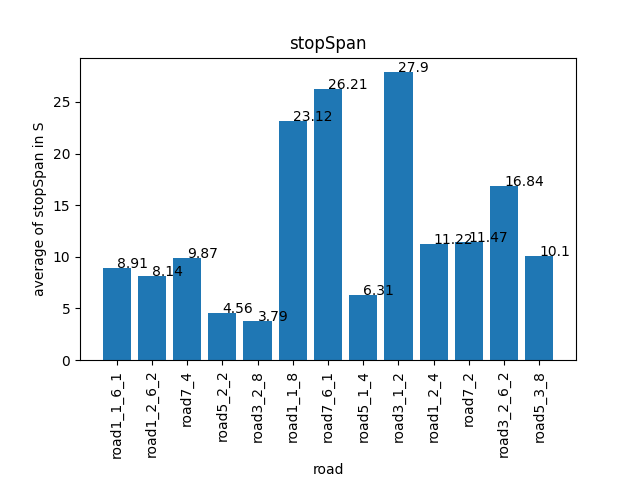 stopSpan
average of stopSpan in S
25
20
15
10
5
0
8.91
8.14
9.87
4.56
3.79
23.12
26.21
6.31
27.9
11.22
11.47
16.84
10.1
road1_1_6_1
road1_2_6_2
road7_4
road5_2_2
road3_2_8
road1_1_8
road7_6_1
road5_1_4
road3_1_2
road1_2_4
road7_2
road3_2_6_2
road5_3_8
road